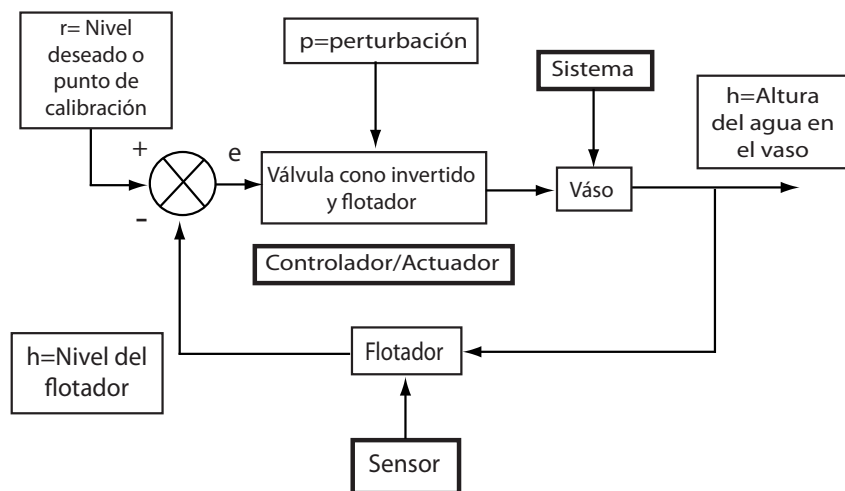 r= Nivel
deseado o
punto de
calibración
p=perturbación
Sistema
h=Altura
del agua en
el vaso
+
e
-
Válvula cono invertido
y flotador
Váso
Controlador/Actuador
h=Nivel del
flotador
Flotador
Sensor